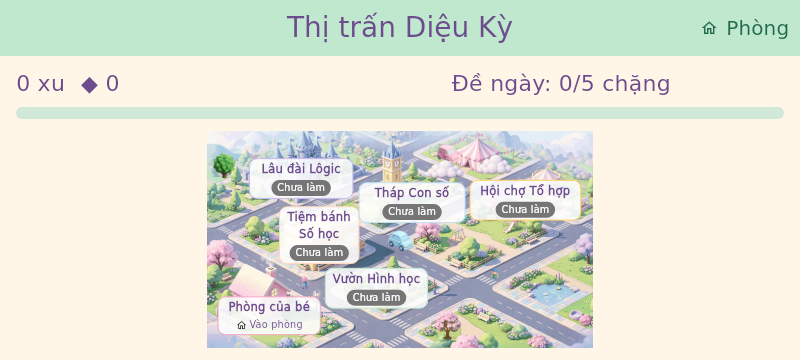 Thị trấn Diệu Kỳ
Phòng
0 xu ◆ 0
Đề ngày: 0/5 chặng
Lâu đài Lôgic
Chưa làm
Tháp Con số
Chưa làm
Hội chợ Tổ hợp
Chưa làm
Tiệm bánh
Số học
Chưa làm
Vườn Hình học
Chưa làm
Phòng của bé
Vào phòng